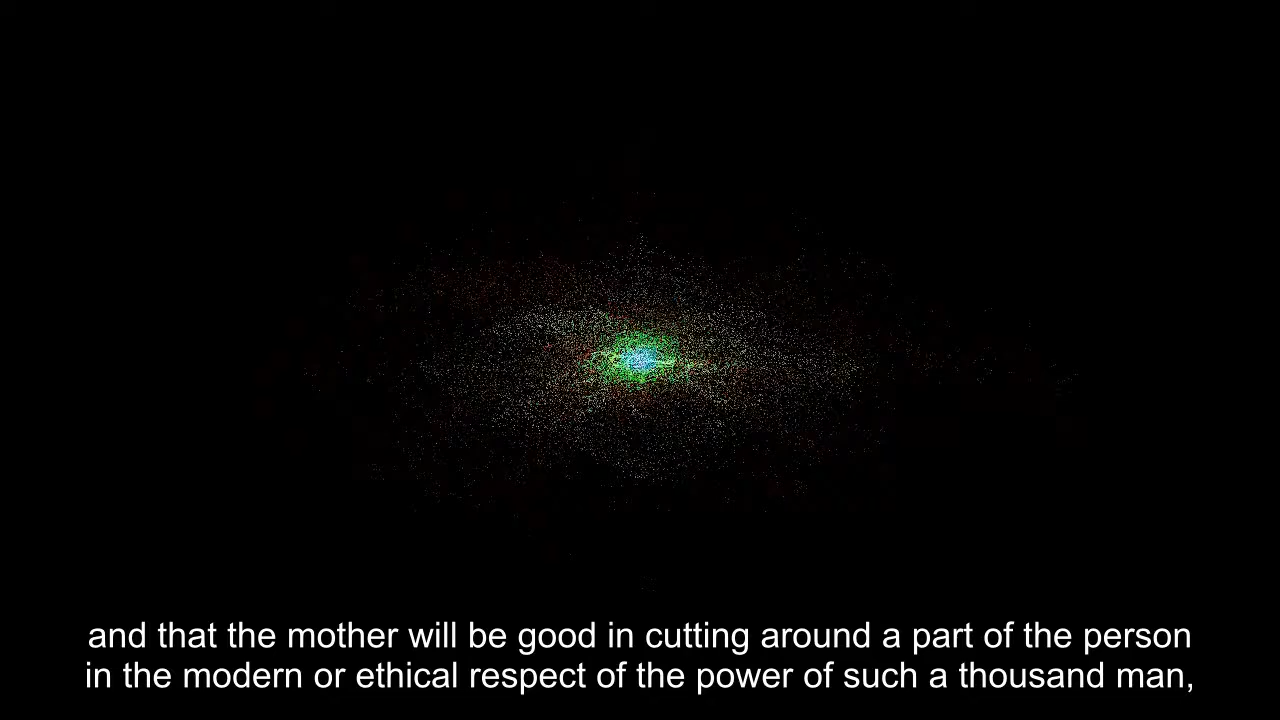 and that the mother will be good in cutting around a part of the person
in the modern or ethical respect of the power of such a thousand man,